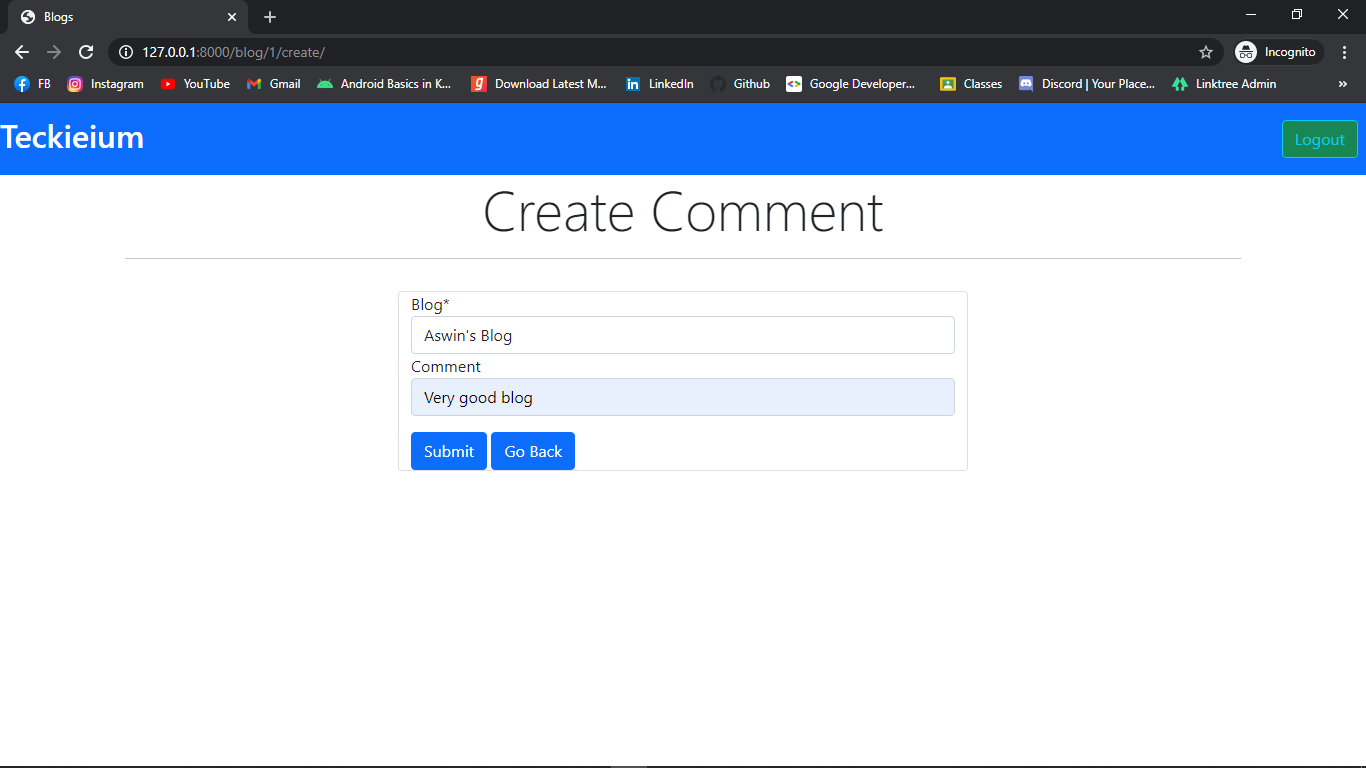 Blogs
127.0.0.1:8000/blog/1/create/
Incognito
FB Instagram YouTube Gmail Android Basics in K... Download Latest M... LinkedIn Github Google Developer... Classes Discord | Your Place... Linktree Admin »
Teckieium
Logout
Create Comment
Blog*
Aswin's Blog
Comment
Very good blog
Submit Go Back